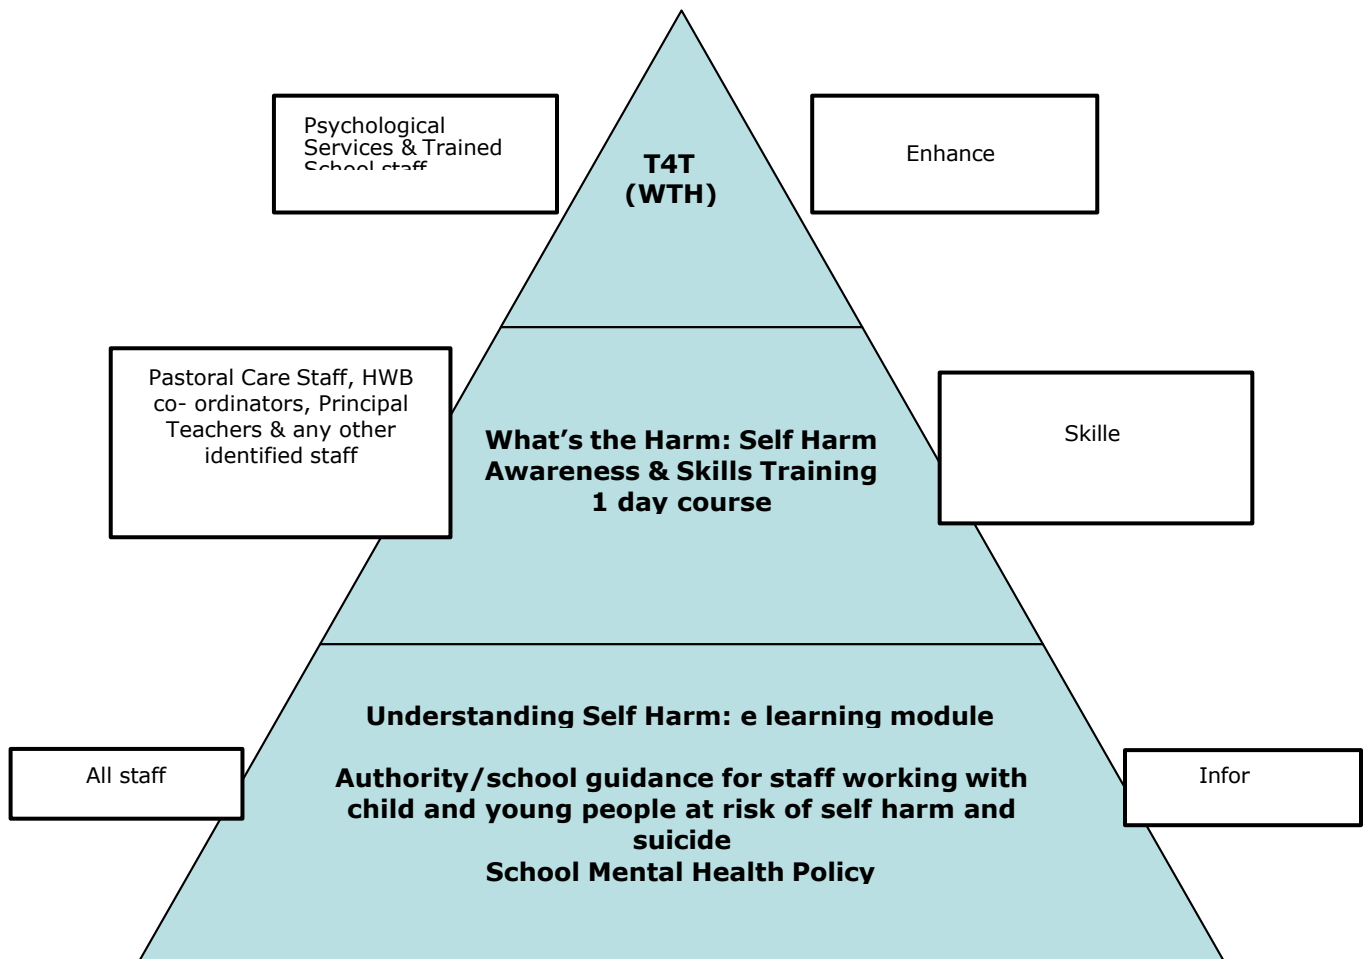 Psychological
Services & Trained
School staff
T4T
(WTH)
Enhance
Pastoral Care Staff, HWB
co- ordinators, Principal
Teachers & any other
identified staff
What’s the Harm: Self Harm
Awareness & Skills Training
1 day course
Skille
Understanding Self Harm: e learning module
All staff
Authority/school guidance for staff working with
child and young people at risk of self harm and
suicide
School Mental Health Policy
Infor